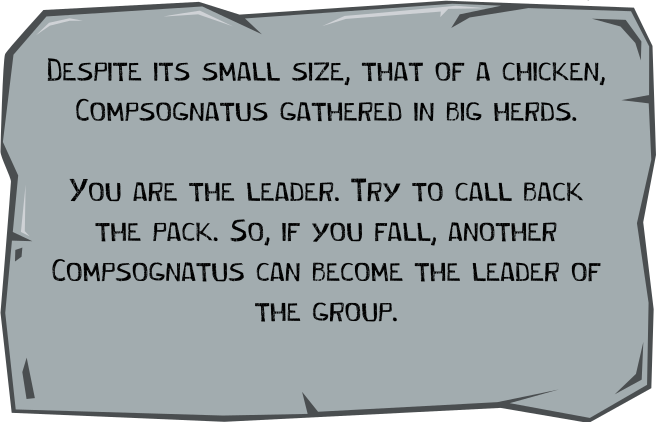 Despite its small size, that of a chicken,
Compsognatus gathered in big herds.
You are the leader. Try to call back
the pack. So, if you fall, another
Compsognatus can become the leader of
the group.